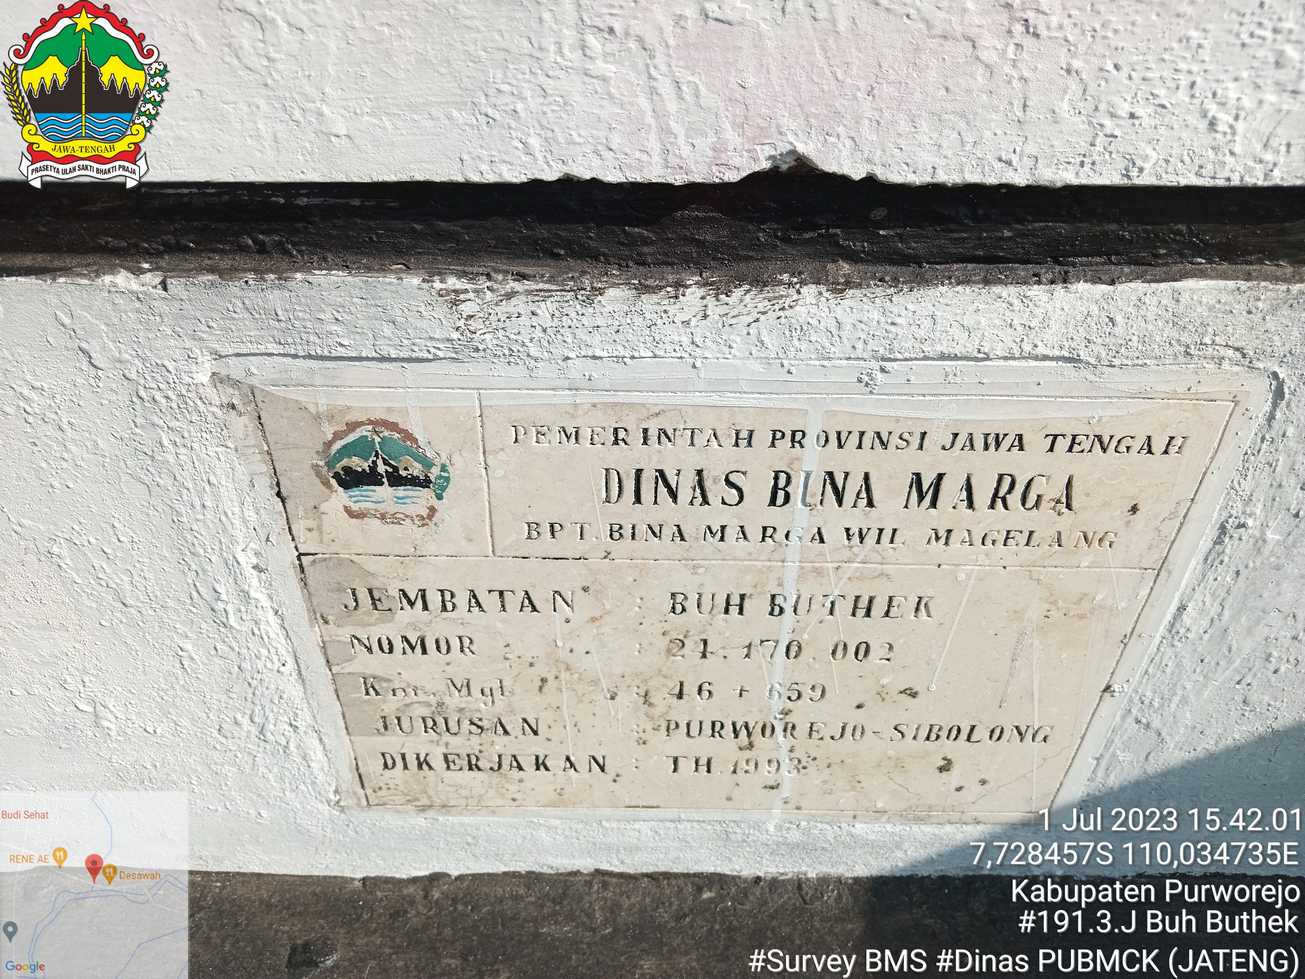 JAWA-TENGAH
PRASETYA ULAH SAKTI BHAKTI PRAJA
PEMERINTAH PROVINSI JAWA TENGAH
DINAS BINA MARGA
BPT. BINA MARGA WIL MAGELANG
JEMBATAN : BUH BUTHEK
NOMOR : 21.170.002
Km. Mgl : 46 + 659
JURUSAN : PURWOREJO-SIBOLONG
DIKERJAKAN : TH.1993
Budi Sehat
RENE AE
Desawah
Google
1 Jul 2023 15.42.01
7,728457S 110,034735E
Kabupaten Purworejo
#191.3.J Buh Buthek
#Survey BMS #Dinas PUBMCK (JATENG)